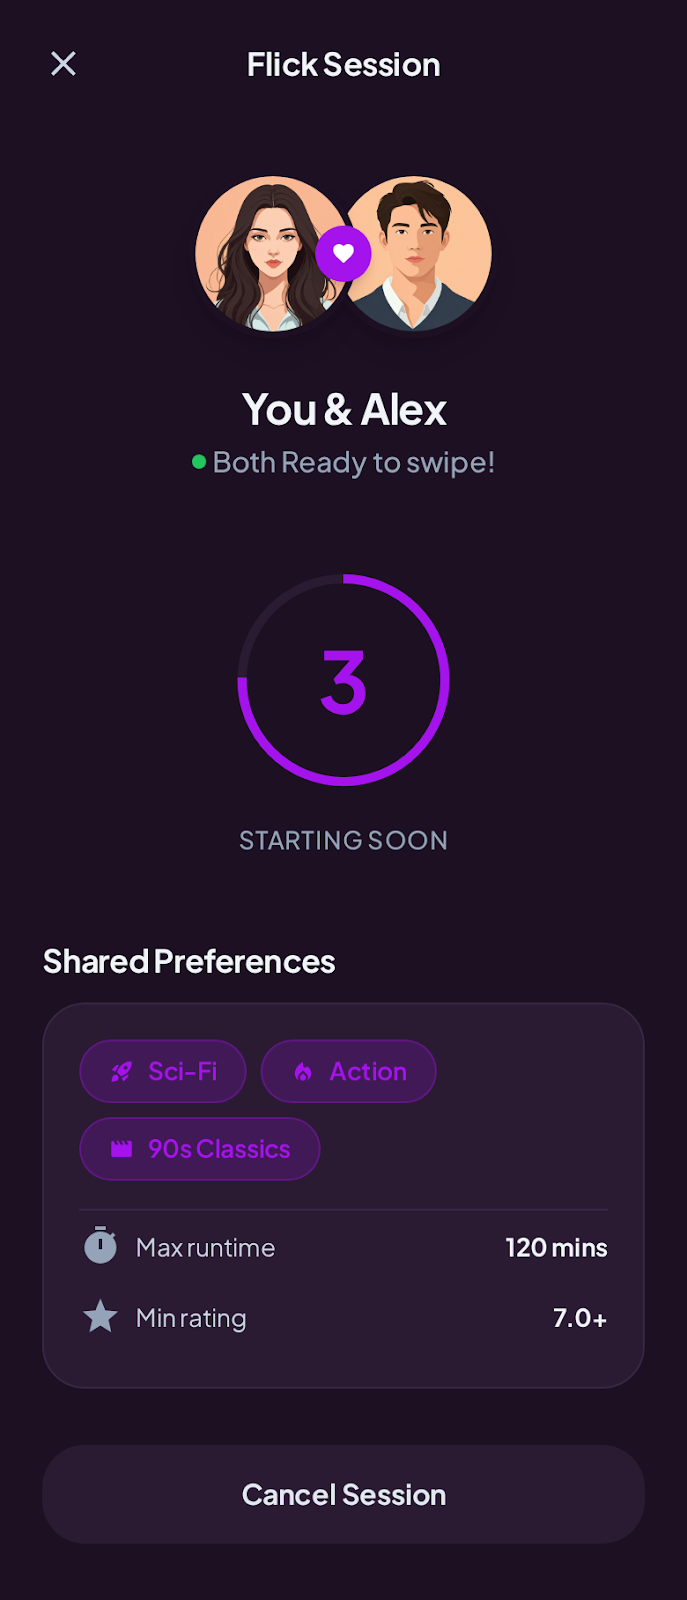 Flick Session
You & Alex
Both Ready to swipe!
3
STARTING SOON
Shared Preferences
Sci-Fi
Action
90s Classics
Max runtime 120 mins
Min rating 7.0+
Cancel Session